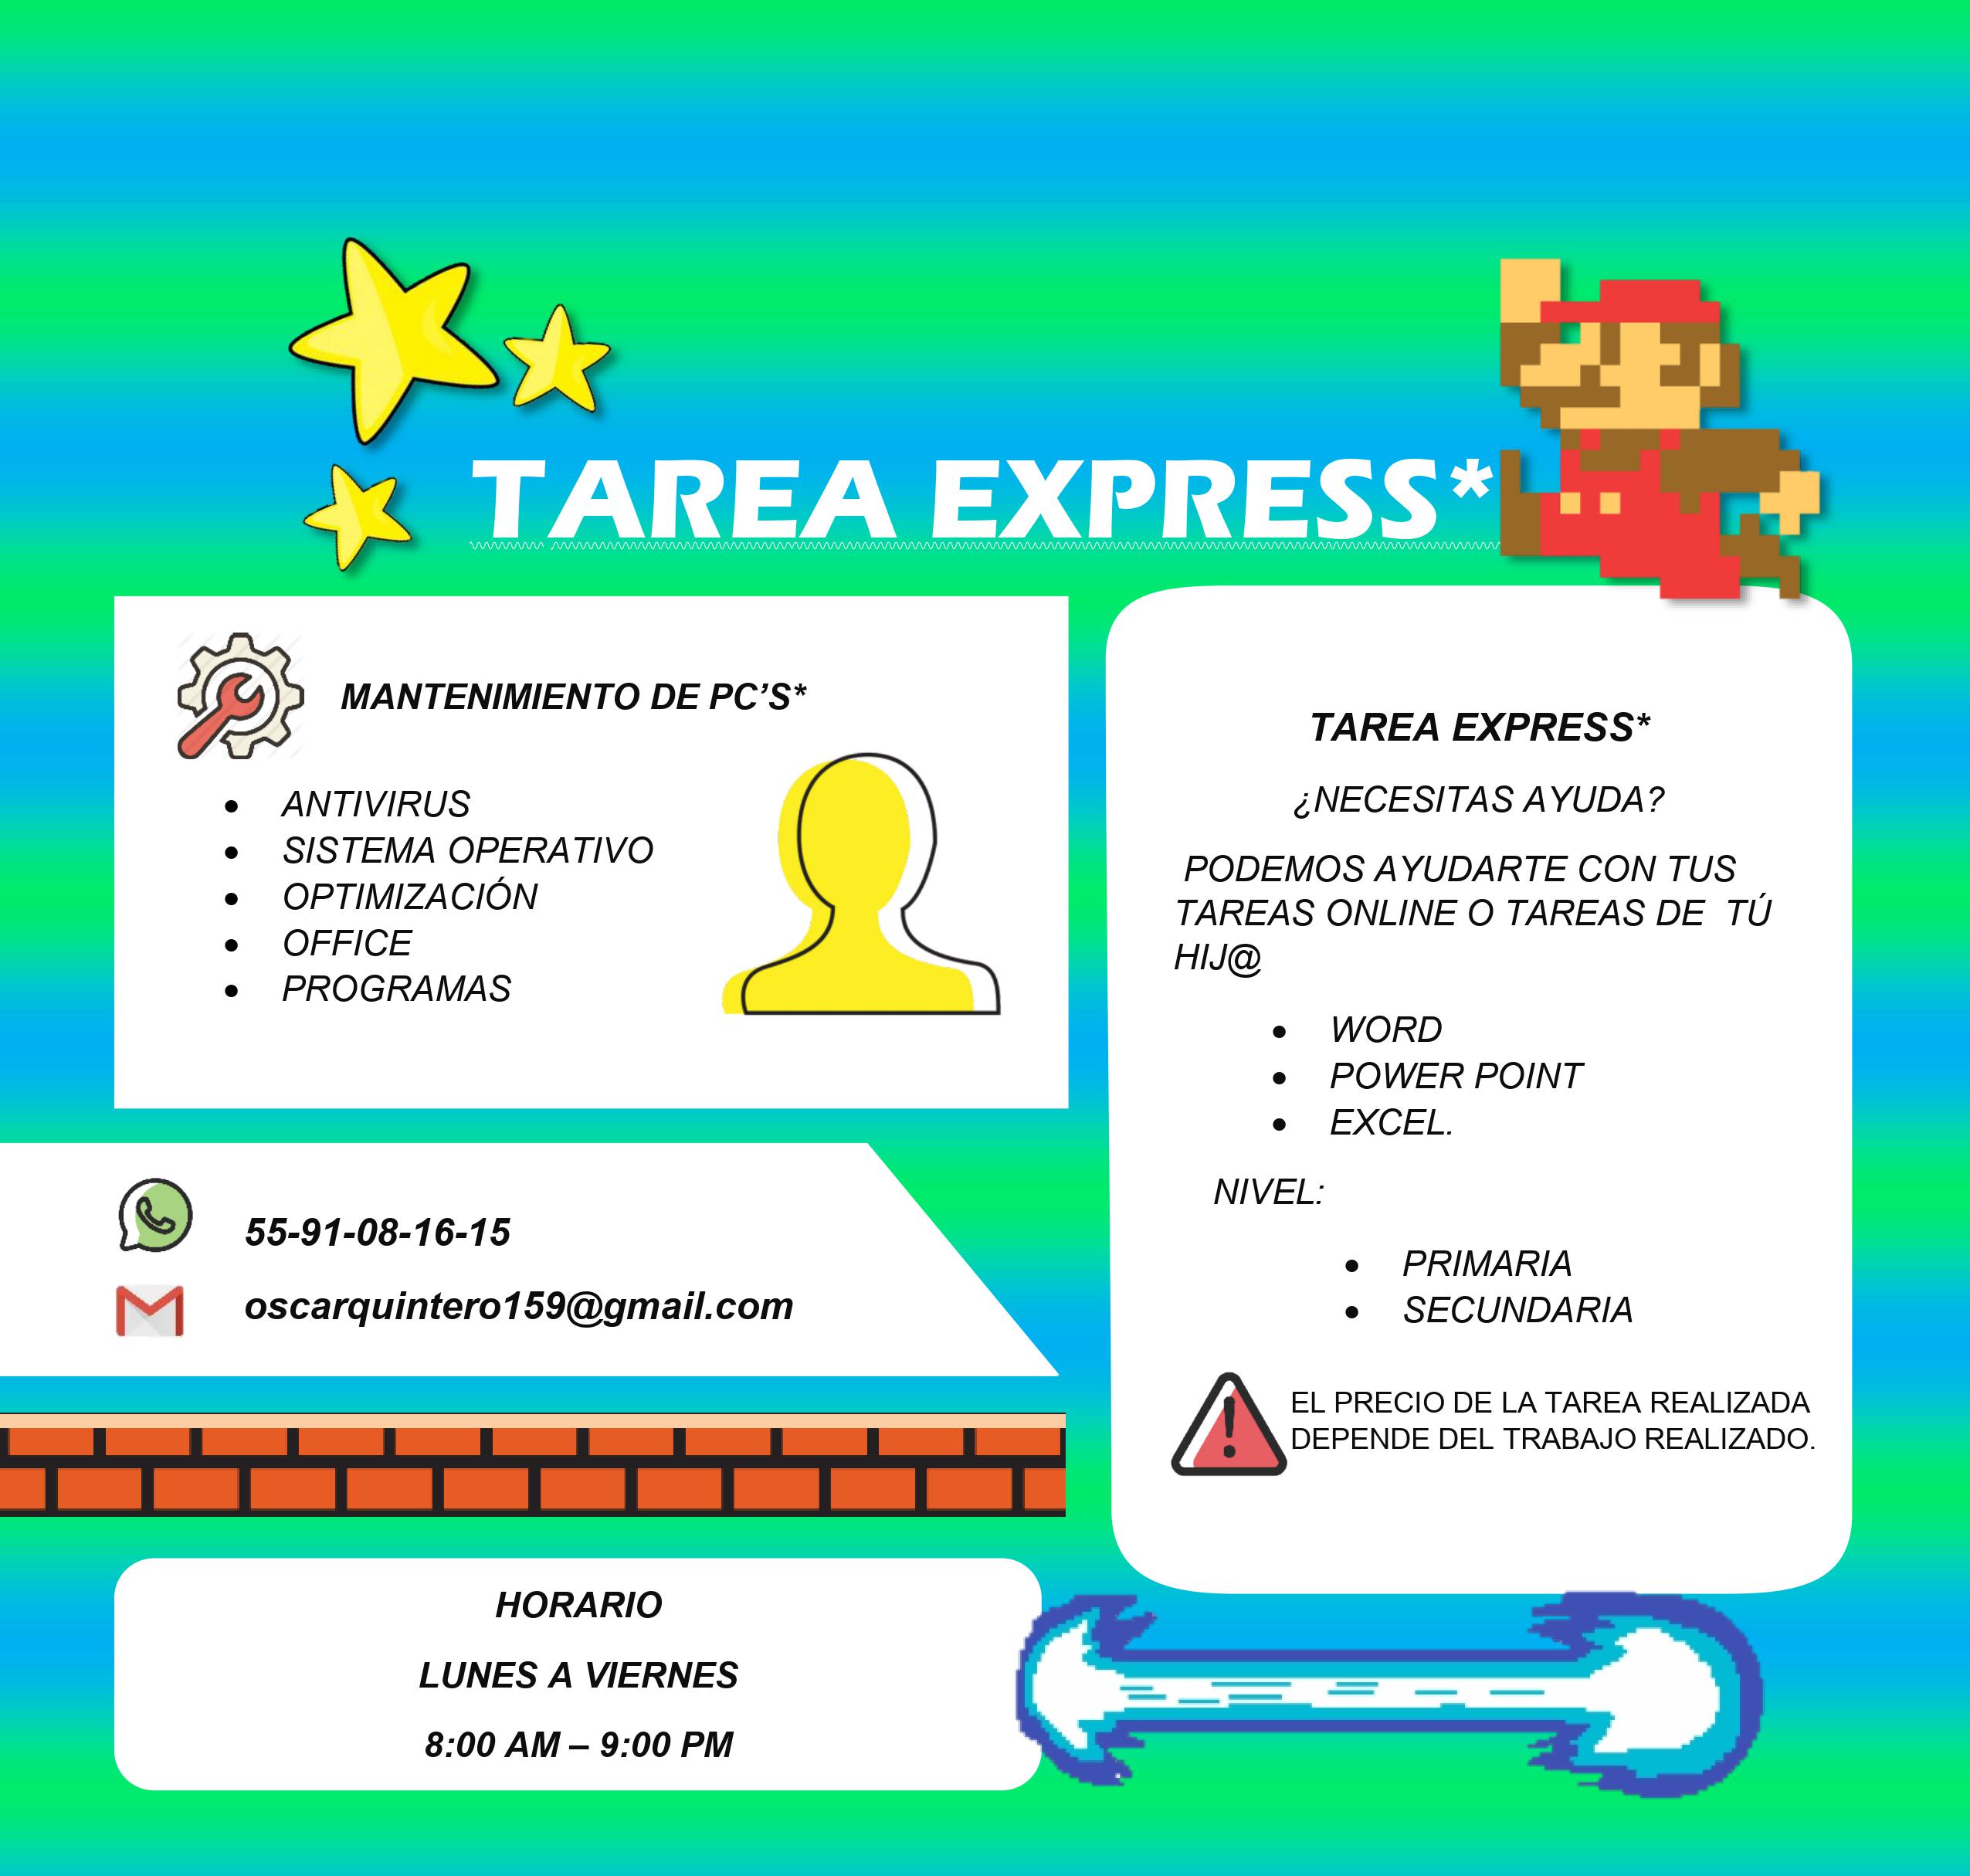 TAREA EXPRESS*
MANTENIMIENTO DE PC’S*
• ANTIVIRUS
• SISTEMA OPERATIVO
• OPTIMIZACIÓN
• OFFICE
• PROGRAMAS
55-91-08-16-15
oscarquintero159@gmail.com
HORARIO
LUNES A VIERNES
8:00 AM – 9:00 PM
TAREA EXPRESS*
¿NECESITAS AYUDA?
PODEMOS AYUDARTE CON TUS
TAREAS ONLINE O TAREAS DE TÚ
HIJ@
• WORD
• POWER POINT
• EXCEL.
NIVEL:
• PRIMARIA
• SECUNDARIA
EL PRECIO DE LA TAREA REALIZADA
DEPENDE DEL TRABAJO REALIZADO.